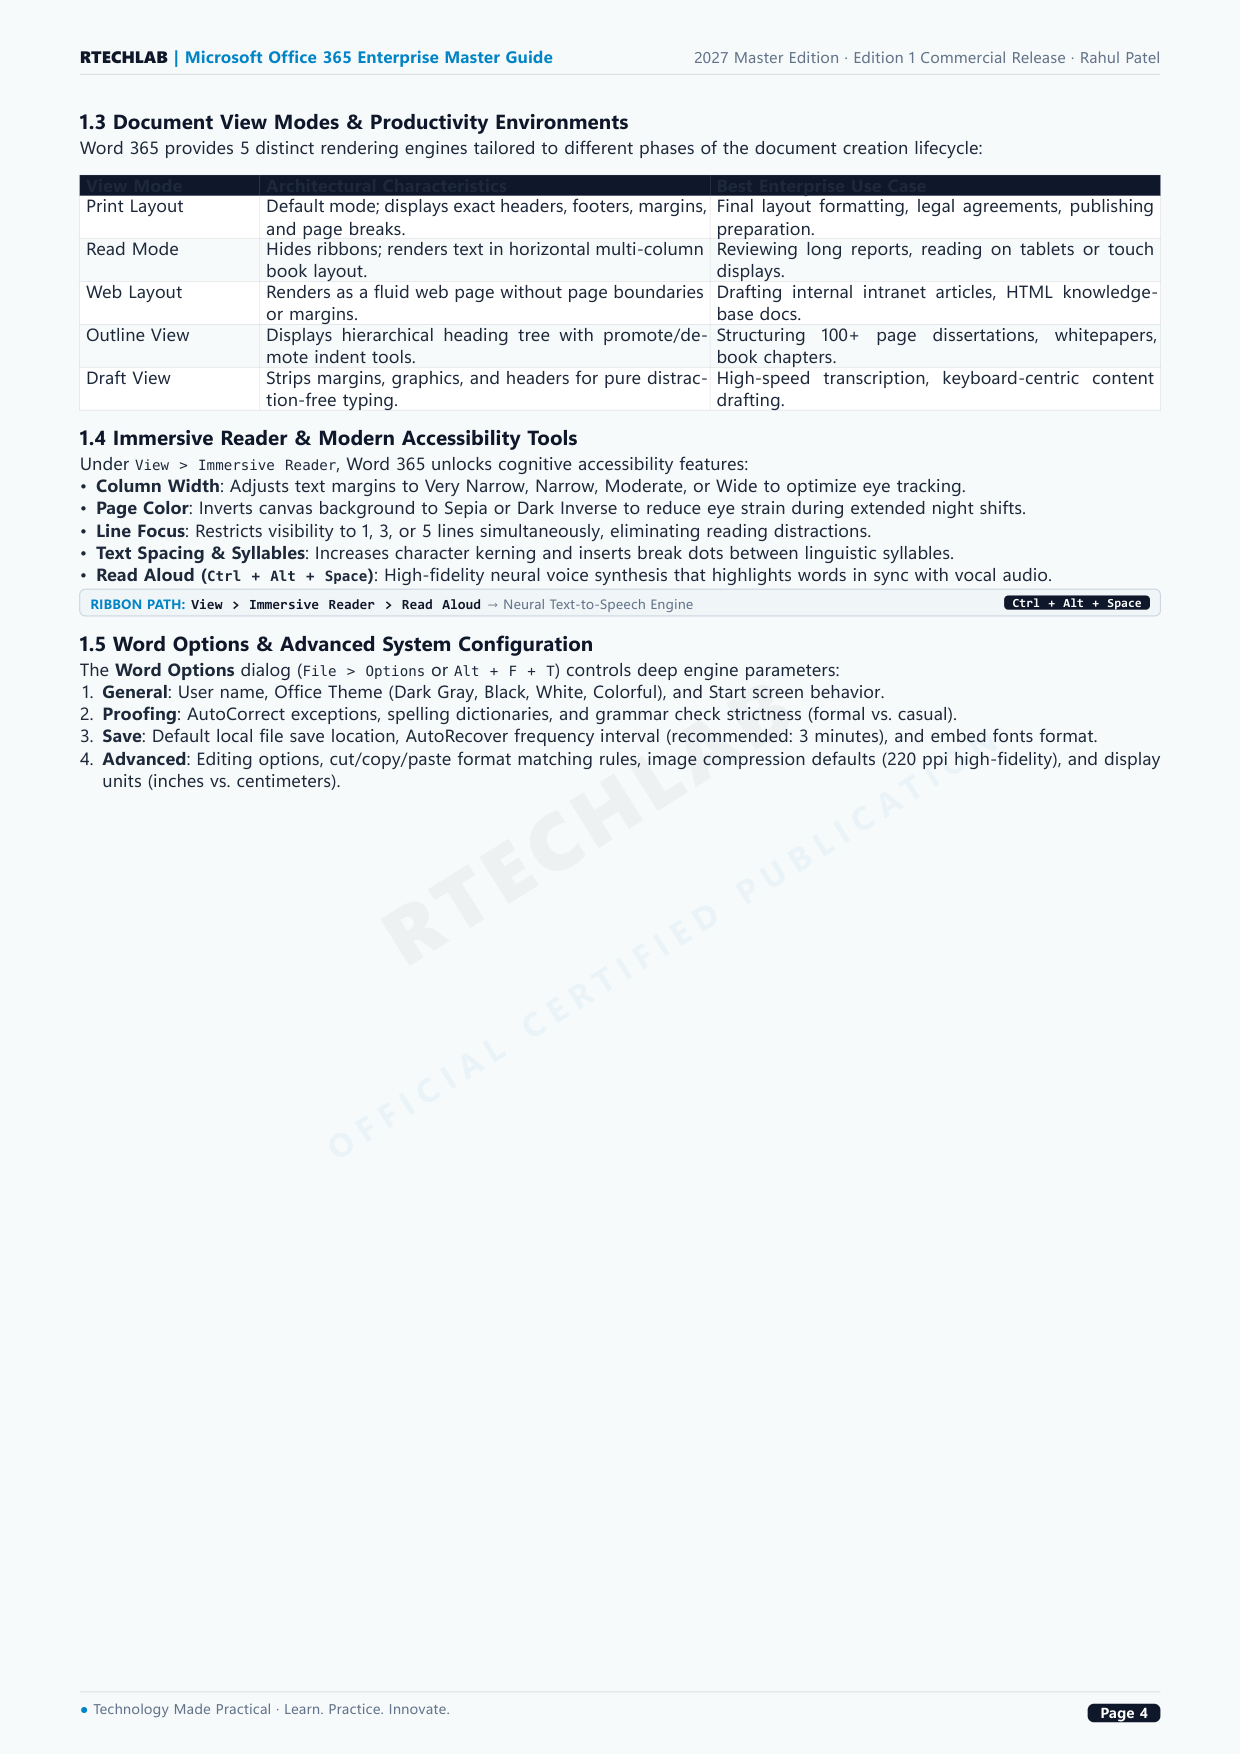 RTECHLAB | Microsoft Office 365 Enterprise Master Guide
2027 Master Edition · Edition 1 Commercial Release · Rahul Patel
1.3 Document View Modes & Productivity Environments
Word 365 provides 5 distinct rendering engines tailored to different phases of the document creation lifecycle:
View Mode Architectural Characteristics Best Enterprise Use Case
Print Layout Default mode; displays exact headers, footers, margins, Final layout formatting, legal agreements, publishing
and page breaks. preparation.
Read Mode Hides ribbons; renders text in horizontal multi-column Reviewing long reports, reading on tablets or touch
book layout. displays.
Web Layout Renders as a fluid web page without page boundaries Drafting internal intranet articles, HTML knowledge-
or margins. base docs.
Outline View Displays hierarchical heading tree with promote/de- Structuring 100+ page dissertations, whitepapers,
mote indent tools. book chapters.
Draft View Strips margins, graphics, and headers for pure distrac- High-speed transcription, keyboard-centric content
tion-free typing. drafting.
1.4 Immersive Reader & Modern Accessibility Tools
Under View > Immersive Reader, Word 365 unlocks cognitive accessibility features:
• Column Width: Adjusts text margins to Very Narrow, Narrow, Moderate, or Wide to optimize eye tracking.
• Page Color: Inverts canvas background to Sepia or Dark Inverse to reduce eye strain during extended night shifts.
• Line Focus: Restricts visibility to 1, 3, or 5 lines simultaneously, eliminating reading distractions.
• Text Spacing & Syllables: Increases character kerning and inserts break dots between linguistic syllables.
• Read Aloud (Ctrl + Alt + Space): High-fidelity neural voice synthesis that highlights words in sync with vocal audio.
RIBBON PATH: View > Immersive Reader > Read Aloud → Neural Text-to-Speech Engine Ctrl + Alt + Space
1.5 Word Options & Advanced System Configuration
The Word Options dialog (File > Options or Alt + F + T) controls deep engine parameters:
1. General: User name, Office Theme (Dark Gray, Black, White, Colorful), and Start screen behavior.
2. Proofing: AutoCorrect exceptions, spelling dictionaries, and grammar check strictness (formal vs. casual).
3. Save: Default local file save location, AutoRecover frequency interval (recommended: 3 minutes), and embed fonts format.
4. Advanced: Editing options, cut/copy/paste format matching rules, image compression defaults (220 ppi high-fidelity), and display
units (inches vs. centimeters).
RTECHLAB
OFFICIAL CERTIFIED PUBLICATION
• Technology Made Practical · Learn. Practice. Innovate.
Page 4